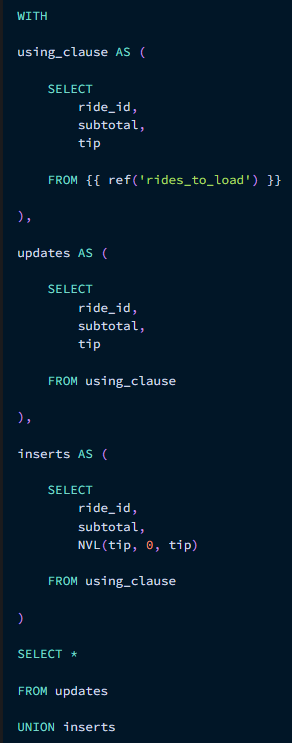 WITH
using_clause AS (
SELECT
ride_id,
subtotal,
tip
FROM {{ ref('rides_to_load') }}
),
updates AS (
SELECT
ride_id,
subtotal,
tip
FROM using_clause
),
inserts AS (
SELECT
ride_id,
subtotal,
NVL(tip, 0, tip)
FROM using_clause
)
SELECT *
FROM updates
UNION inserts